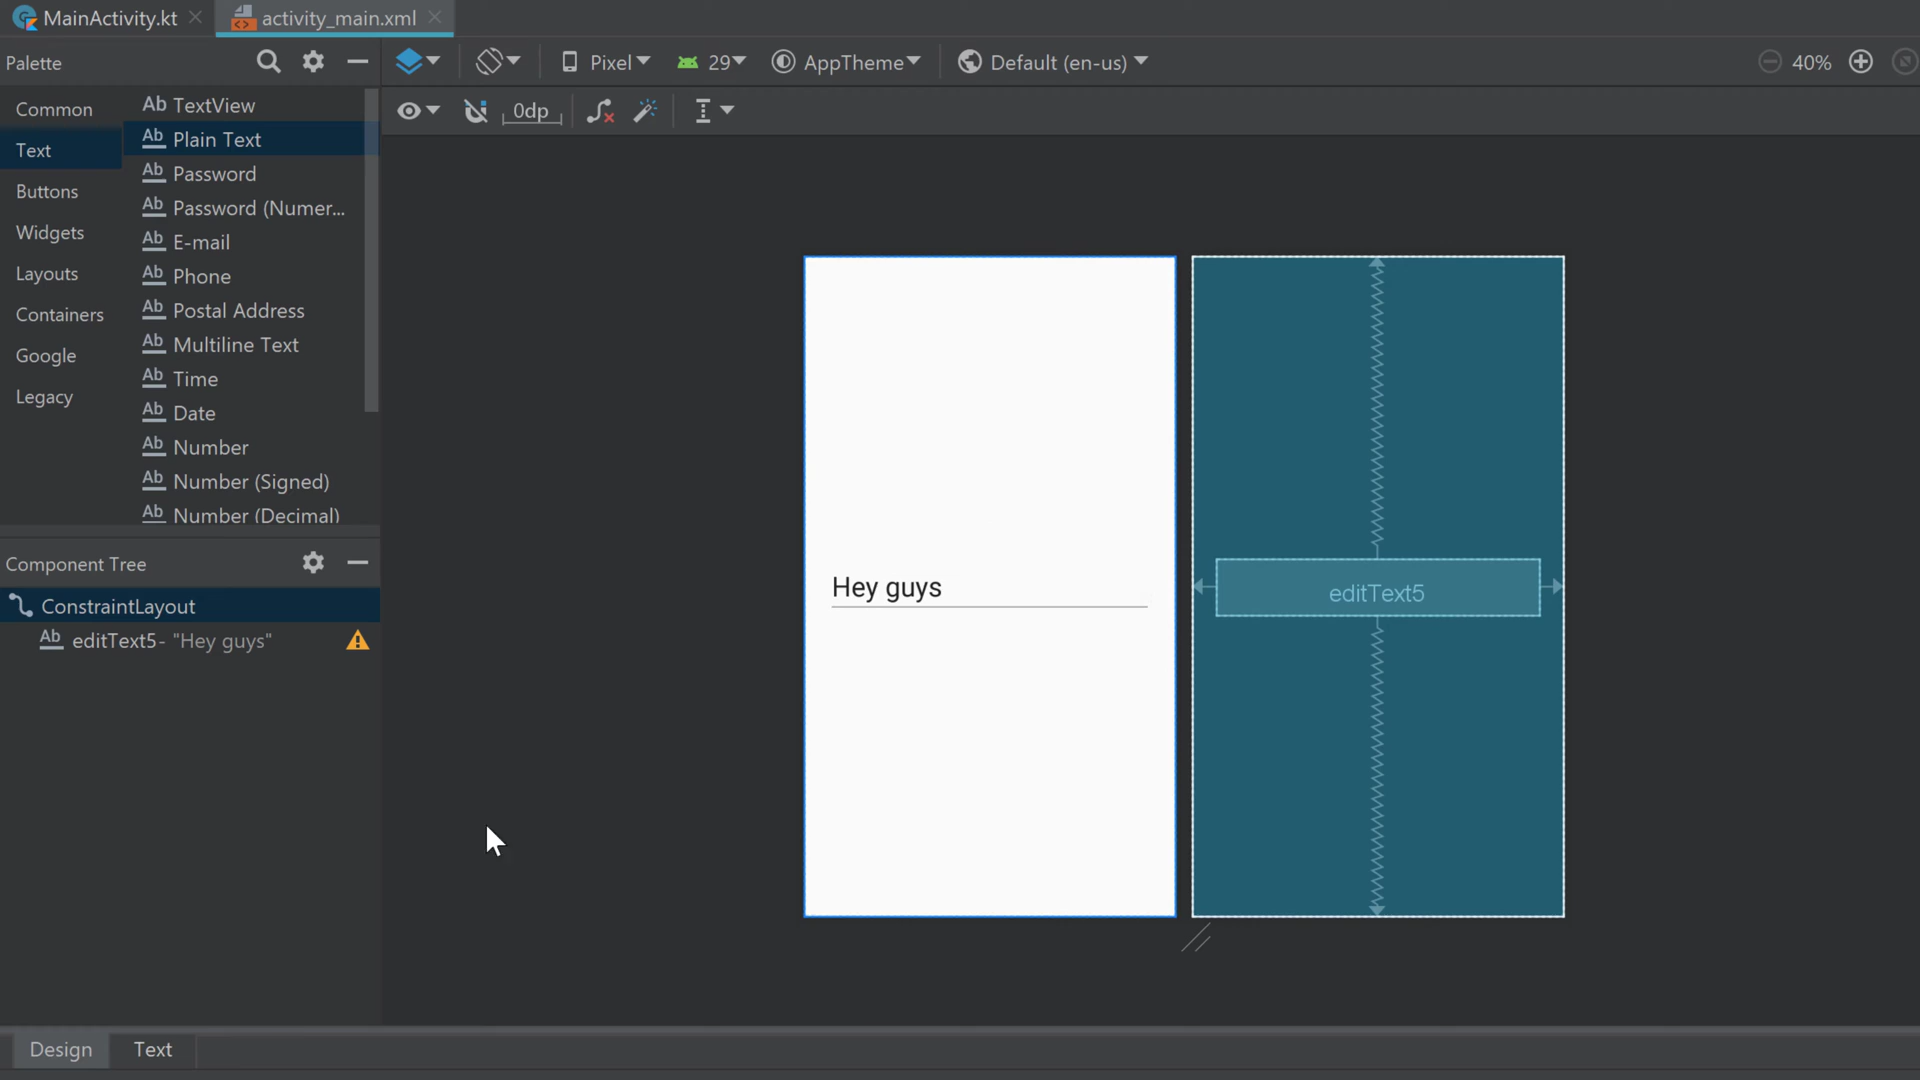 MainActivity.kt
activity_main.xml
Palette
Pixel
29
AppTheme
Default (en-us)
40%
0dp
Common
Text
Buttons
Widgets
Layouts
Containers
Google
Legacy
Ab TextView
Ab Plain Text
Ab Password
Ab Password (Numer...
Ab E-mail
Ab Phone
Ab Postal Address
Ab Multiline Text
Ab Time
Ab Date
Ab Number
Ab Number (Signed)
Ab Number (Decimal)
Component Tree
ConstraintLayout
Ab editText5- "Hey guys"
Hey guys
editText5
Design
Text